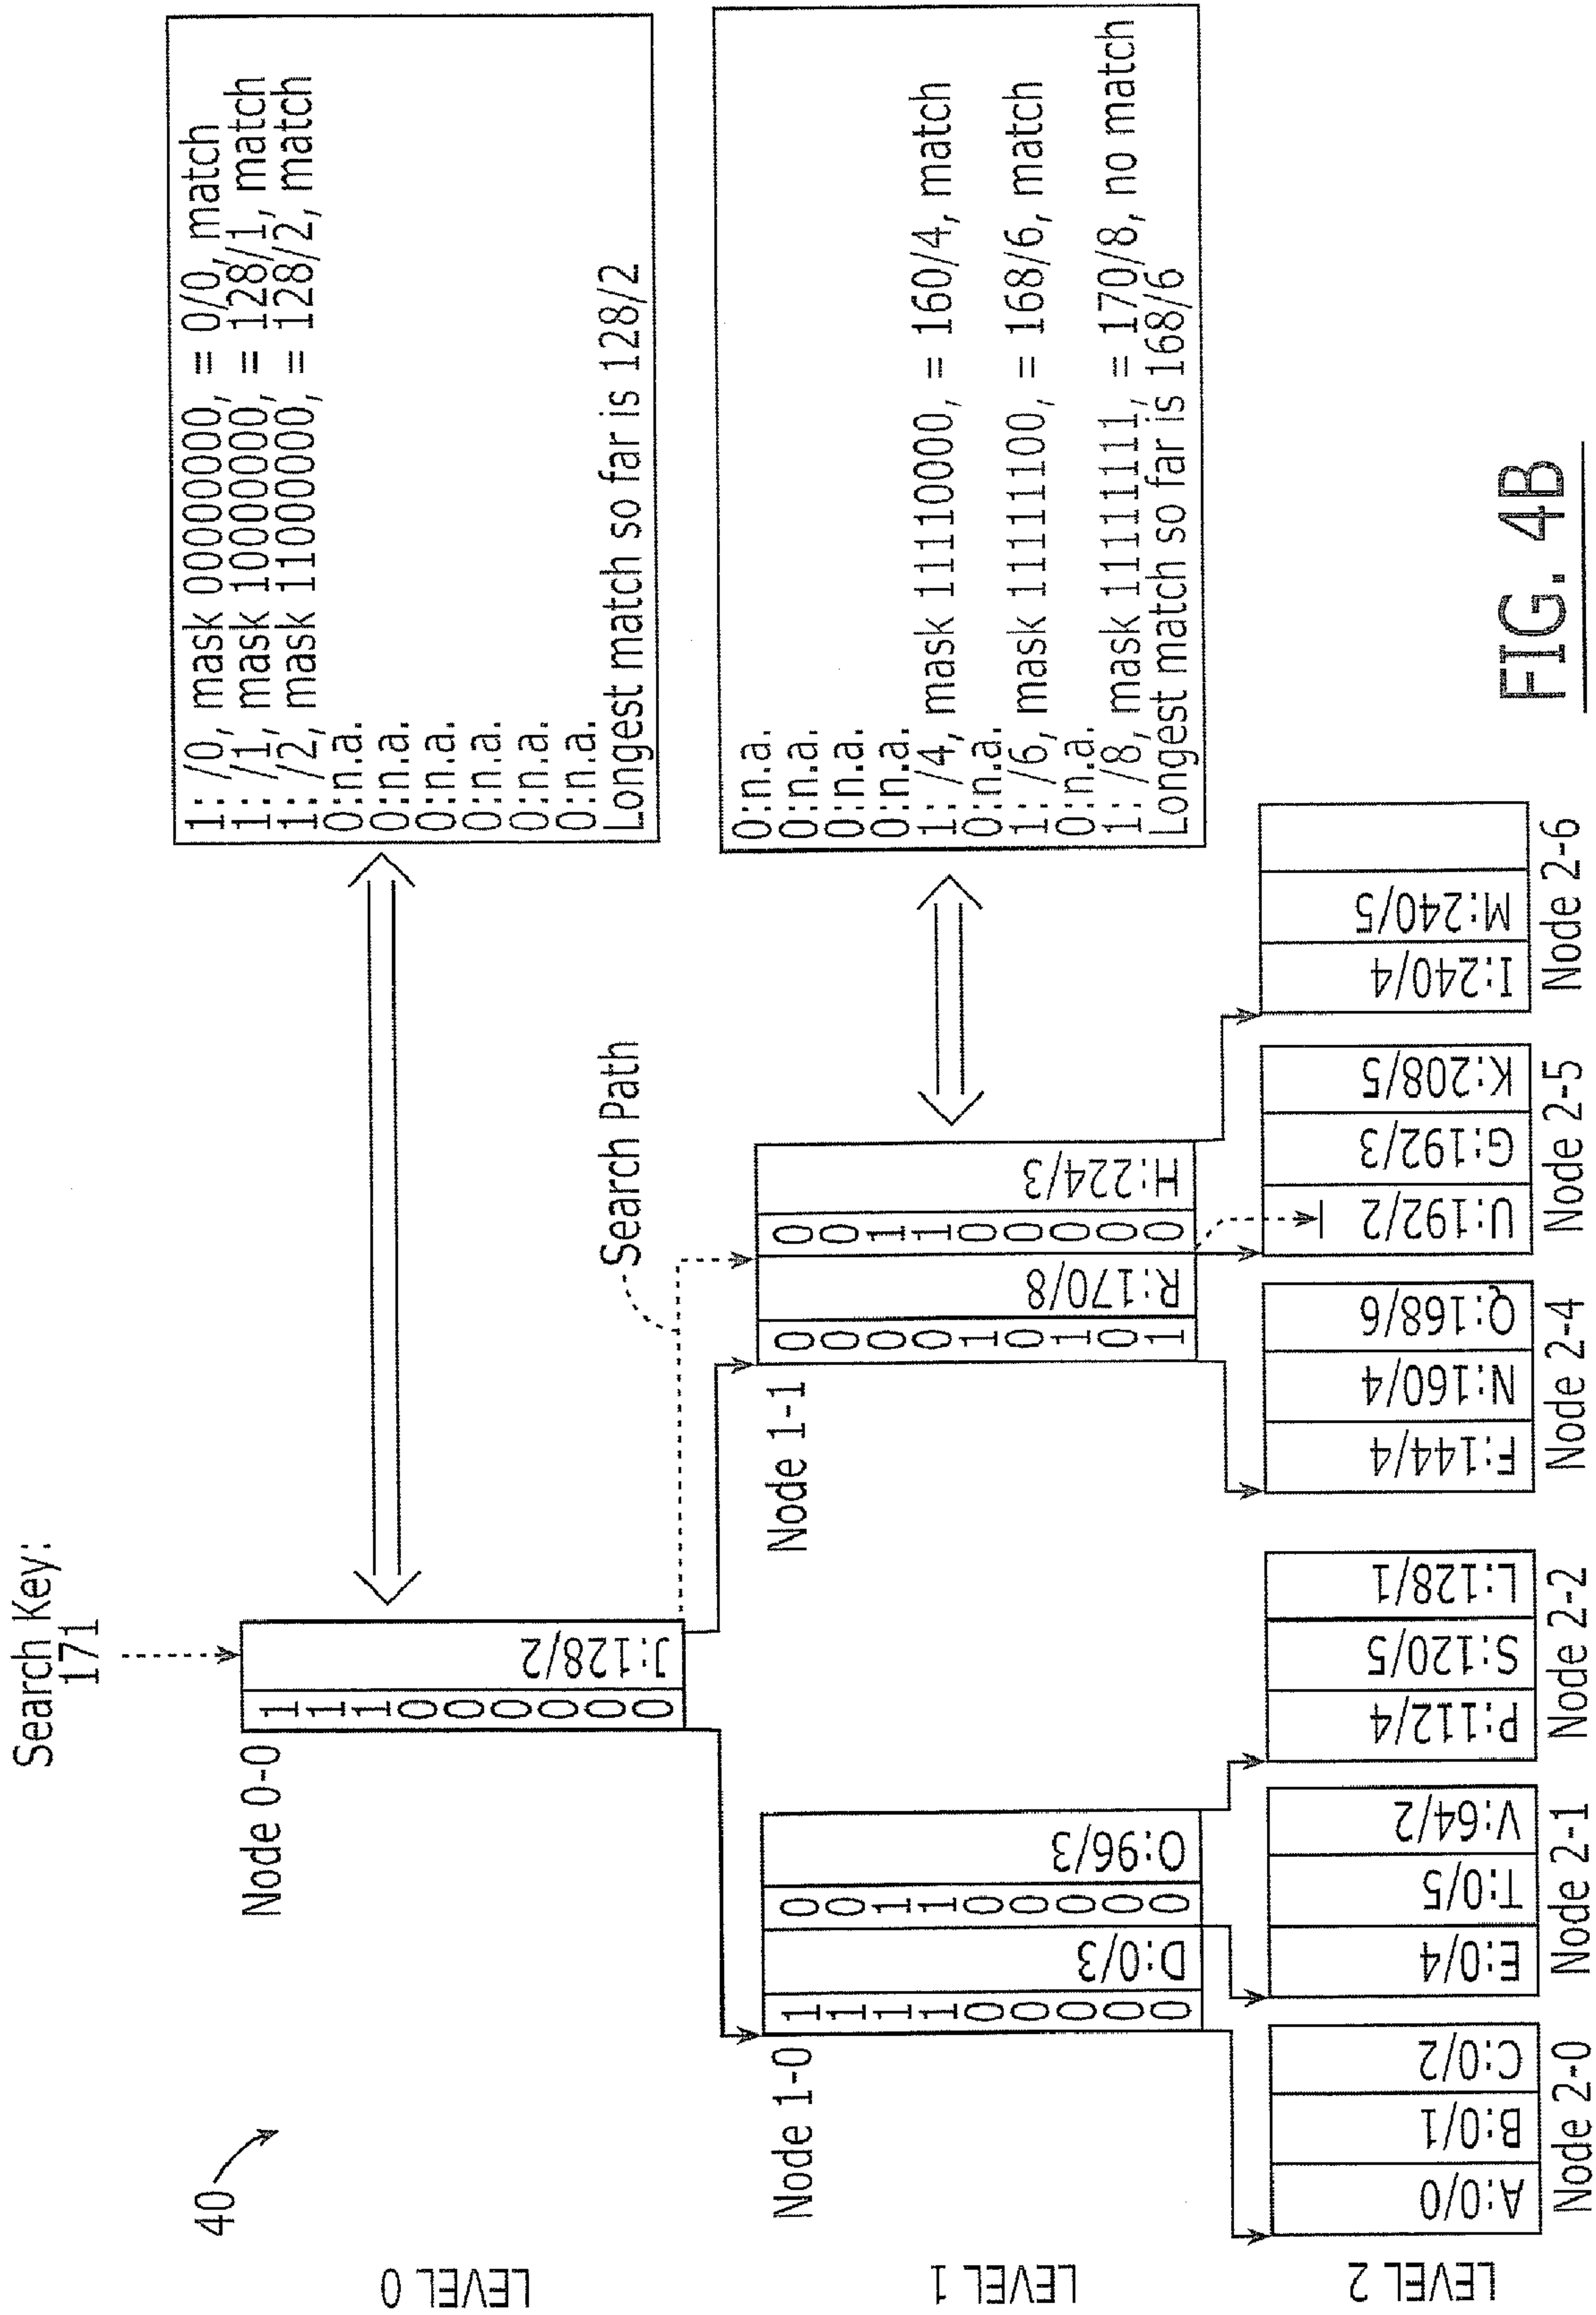 Search Key:
171
40
LEVEL 0
Node 0-0
1
1
1
0
0
0
0
0
0
J:128/2
1: /0, mask 00000000, = 0/0, match
1: /1, mask 10000000, = 128/1, match
1: /2, mask 11000000, = 128/2, match
0:n.a.
0:n.a.
0:n.a.
0:n.a.
0:n.a.
0:n.a.
Longest match so far is 128/2
Search Path
LEVEL 1
Node 1-0
1
1
1
1
0
0
0
0
0
D:0/3
0
0
1
1
0
0
0
0
0
O:96/3
Node 1-1
0
0
0
0
1
0
1
0
1
R:170/8
0
0
1
1
0
0
0
0
0
H:224/3
0:n.a.
0:n.a.
0:n.a.
0:n.a.
1: /4, mask 11110000, = 160/4, match
0:n.a.
1: /6, mask 11111100, = 168/6, match
0:n.a.
1: /8, mask 11111111, = 170/8, no match
Longest match so far is 168/6
LEVEL 2
A:0/0
B:0/1
C:0/2
Node 2-0
E:0/4
T:0/5
V:64/2
Node 2-1
P:112/4
S:120/5
L:128/1
Node 2-2
F:144/4
N:160/4
Q:168/6
Node 2-4
U:192/2
G:192/3
K:208/5
Node 2-5
I:240/4
M:240/5
Node 2-6
FIG. 4B